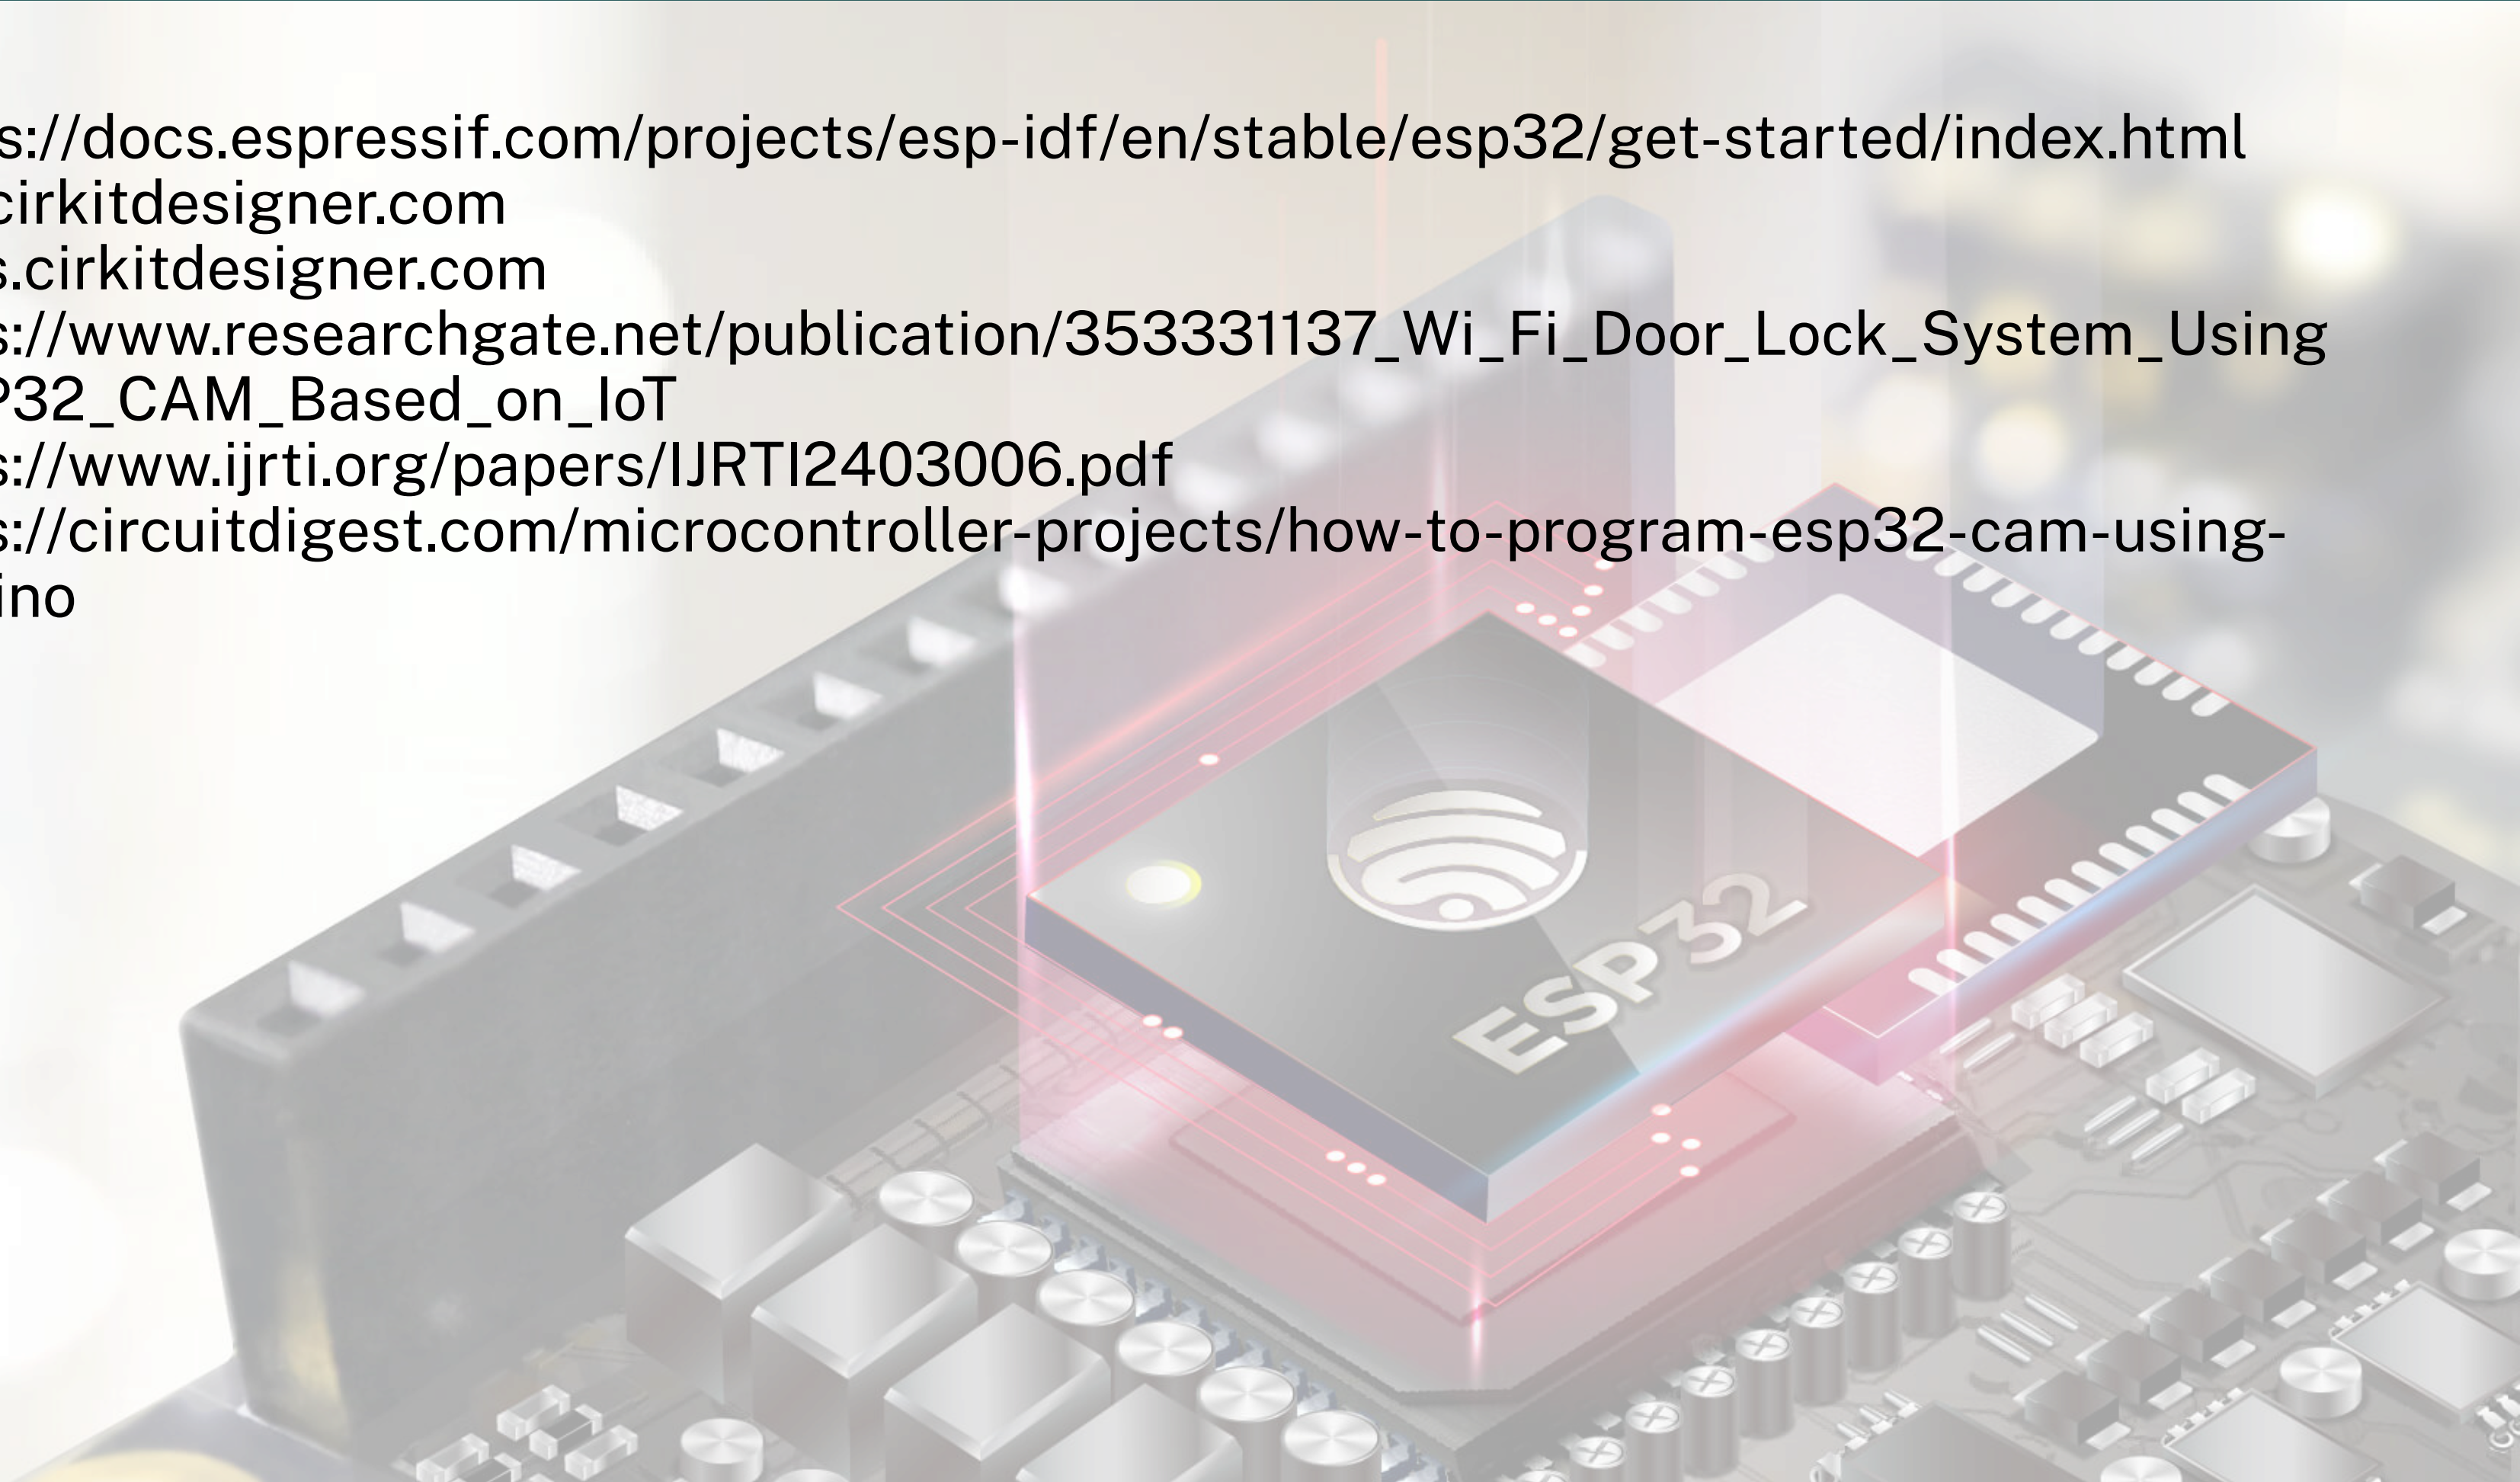 s://docs.espressif.com/projects/esp-idf/en/stable/esp32/get-started/index.html
cirkitdesigner.com
s.cirkitdesigner.com
s://www.researchgate.net/publication/353331137_Wi_Fi_Door_Lock_System_Using
P32_CAM_Based_on_IoT
s://www.ijrti.org/papers/IJRTI2403006.pdf
s://circuitdigest.com/microcontroller-projects/how-to-program-esp32-cam-using-
ino
ESP32